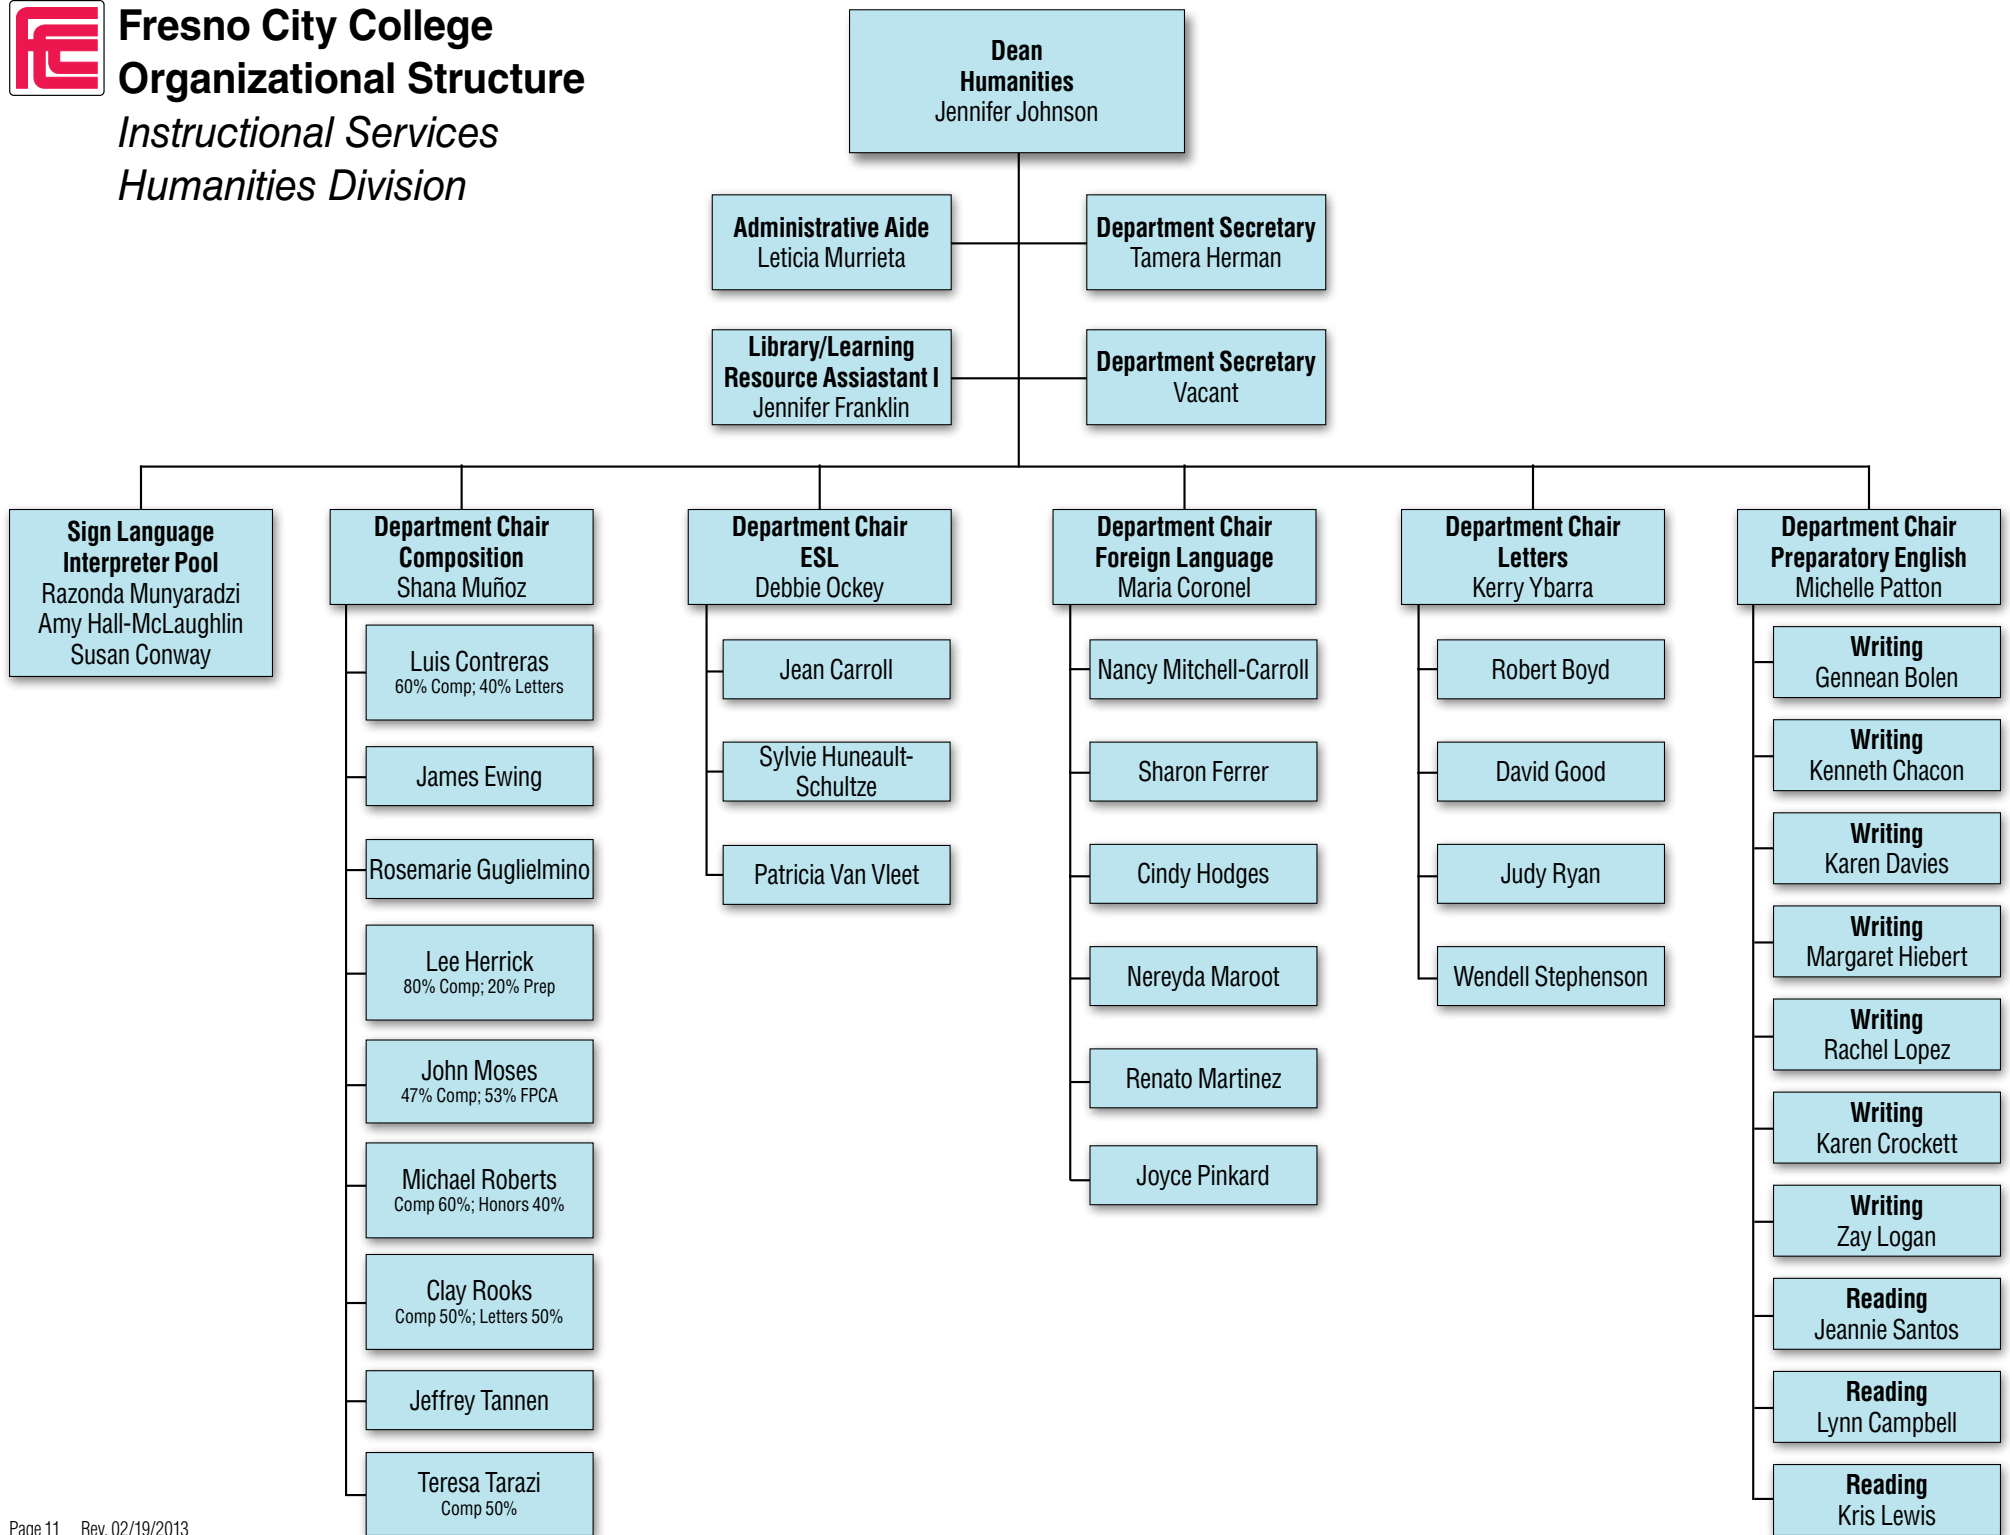 Fresno City College
Organizational Structure
Instructional Services
Humanities Division
Dean
Humanities
Jennifer Johnson
Administrative Aide
Leticia Murrieta
Department Secretary
Tamera Herman
Library/Learning
Resource Assiastant I
Jennifer Franklin
Department Secretary
Vacant
Sign Language
Interpreter Pool
Razonda Munyaradzi
Amy Hall-McLaughlin
Susan Conway
Department Chair
Composition
Shana Muñoz
Luis Contreras
60% Comp; 40% Letters
James Ewing
Rosemarie Guglielmino
Lee Herrick
80% Comp; 20% Prep
John Moses
47% Comp; 53% FPCA
Michael Roberts
Comp 60%; Honors 40%
Clay Rooks
Comp 50%; Letters 50%
Jeffrey Tannen
Teresa Tarazi
Comp 50%
Department Chair
ESL
Debbie Ockey
Jean Carroll
Sylvie Huneault-
Schultze
Patricia Van Vleet
Department Chair
Foreign Language
Maria Coronel
Nancy Mitchell-Carroll
Sharon Ferrer
Cindy Hodges
Nereyda Maroot
Renato Martinez
Joyce Pinkard
Department Chair
Letters
Kerry Ybarra
Robert Boyd
David Good
Judy Ryan
Wendell Stephenson
Department Chair
Preparatory English
Michelle Patton
Writing
Gennean Bolen
Writing
Kenneth Chacon
Writing
Karen Davies
Writing
Margaret Hiebert
Writing
Rachel Lopez
Writing
Karen Crockett
Writing
Zay Logan
Reading
Jeannie Santos
Reading
Lynn Campbell
Reading
Kris Lewis
Page 11 Rev. 02/19/2013